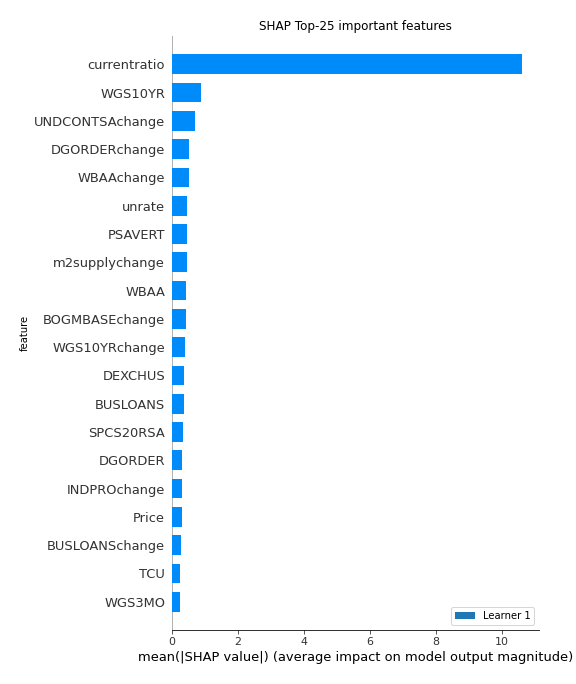 SHAP Top-25 important features
currentratio
WGS10YR
UNDCONTSAchange
DGORDERchange
WBAAchange
unrate
PSAVERT
m2supplychange
WBAA
BOGMBASEchange
WGS10YRchange
DEXCHUS
BUSLOANS
SPCS20RSA
DGORDER
INDPROchange
Price
BUSLOANSchange
TCU
WGS3MO
feature
Learner 1
0 2 4 6 8 10
mean(|SHAP value|) (average impact on model output magnitude)